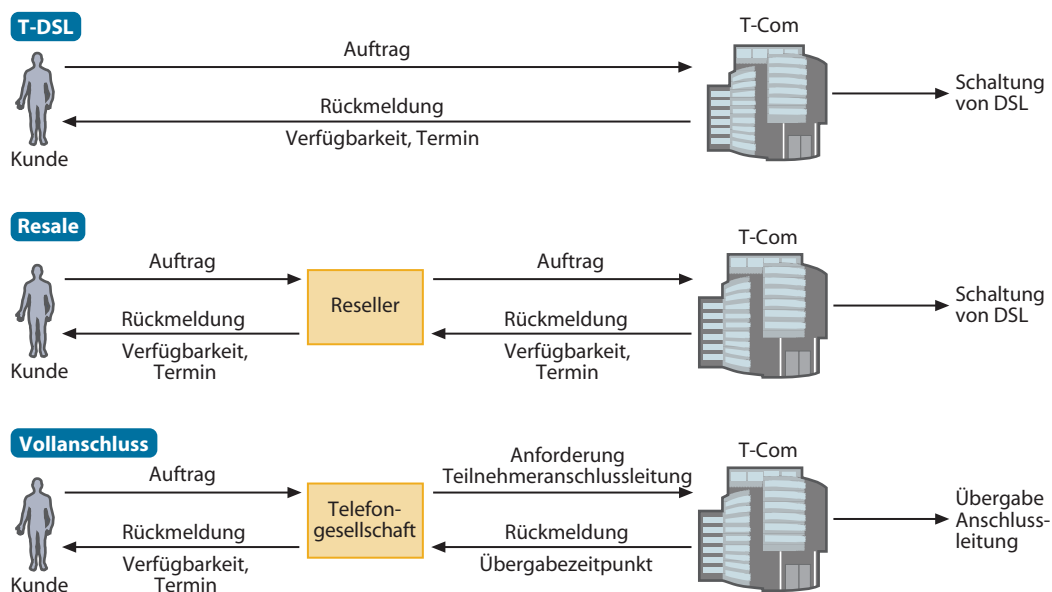 T-DSL
T-Com
Auftrag
Schaltung
von DSL
Rückmeldung
Verfügbarkeit, Termin
Kunde
Resale
T-Com
Auftrag
Auftrag
Reseller
Schaltung
von DSL
Rückmeldung
Rückmeldung
Verfügbarkeit,
Termin
Verfügbarkeit,
Termin
Kunde
Vollanschluss
T-Com
Auftrag
Anforderung
Teilnehmeranschlussleitung
Telefon-
gesellschaft
Übergabe
Anschluss-
leitung
Rückmeldung
Rückmeldung
Verfügbarkeit,
Termin
Übergabezeitpunkt
Kunde